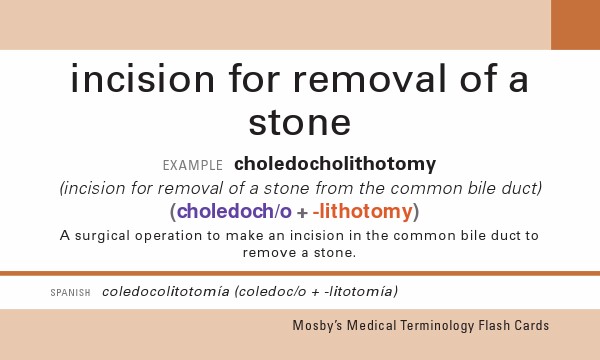 incision for removal of a
stone
EXAMPLE choledocholithotomy
(incision for removal of a stone from the common bile duct)
(choledoch/o + -lithotomy)
A surgical operation to make an incision in the common bile duct to
remove a stone.
SPANISH coledocolitotomía (coledoc/o + -litotomía)
Mosby's Medical Terminology Flash Cards